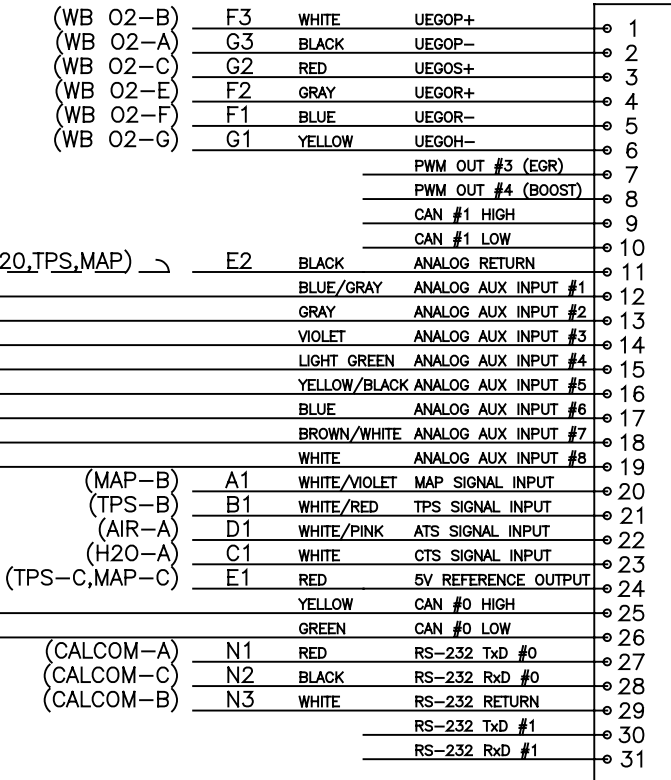 (WB O2-B) F3 WHITE UEGOP+ 1
(WB O2-A) G3 BLACK UEGOP- 2
(WB O2-C) G2 RED UEGOS+ 3
(WB O2-E) F2 GRAY UEGOR+ 4
(WB O2-F) F1 BLUE UEGOR- 5
(WB O2-G) G1 YELLOW UEGOH- 6
PWM OUT #3 (EGR) 7
PWM OUT #4 (BOOST) 8
CAN #1 HIGH 9
CAN #1 LOW 10
20,TPS,MAP) E2 BLACK ANALOG RETURN 11
BLUE/GRAY ANALOG AUX INPUT #1 12
GRAY ANALOG AUX INPUT #2 13
VIOLET ANALOG AUX INPUT #3 14
LIGHT GREEN ANALOG AUX INPUT #4 15
YELLOW/BLACK ANALOG AUX INPUT #5 16
BLUE ANALOG AUX INPUT #6 17
BROWN/WHITE ANALOG AUX INPUT #7 18
WHITE ANALOG AUX INPUT #8 19
(MAP-B) A1 WHITE/VIOLET MAP SIGNAL INPUT 20
(TPS-B) B1 WHITE/RED TPS SIGNAL INPUT 21
(AIR-A) D1 WHITE/PINK ATS SIGNAL INPUT 22
(H2O-A) C1 WHITE CTS SIGNAL INPUT 23
(TPS-C,MAP-C) E1 RED 5V REFERENCE OUTPUT 24
YELLOW CAN #0 HIGH 25
GREEN CAN #0 LOW 26
(CALCOM-A) N1 RED RS-232 TxD #0 27
(CALCOM-C) N2 BLACK RS-232 RxD #0 28
(CALCOM-B) N3 WHITE RS-232 RETURN 29
RS-232 TxD #1 30
RS-232 RxD #1 31